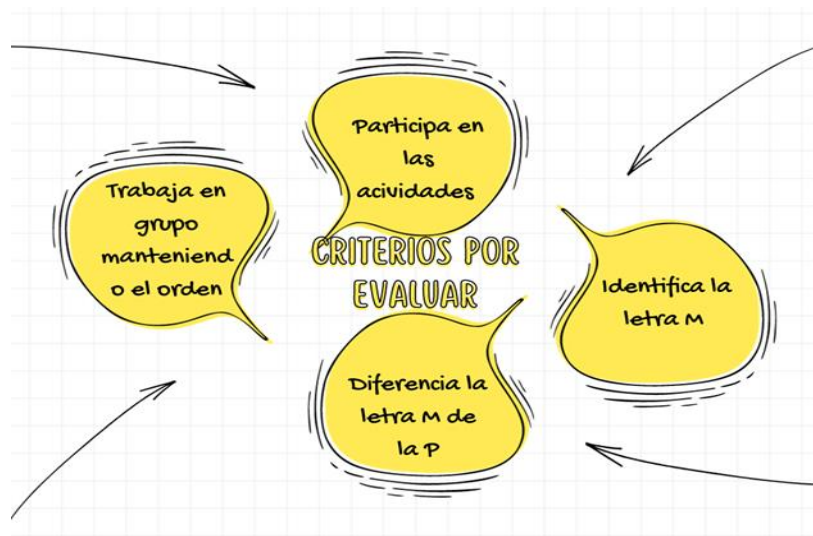 Participa en
las
acividades
Trabaja en
grupo
manteniend
o el orden
CRITERIOS POR
EVALUAR
Identifica la
letra M
Diferencia la
letra M de
la P